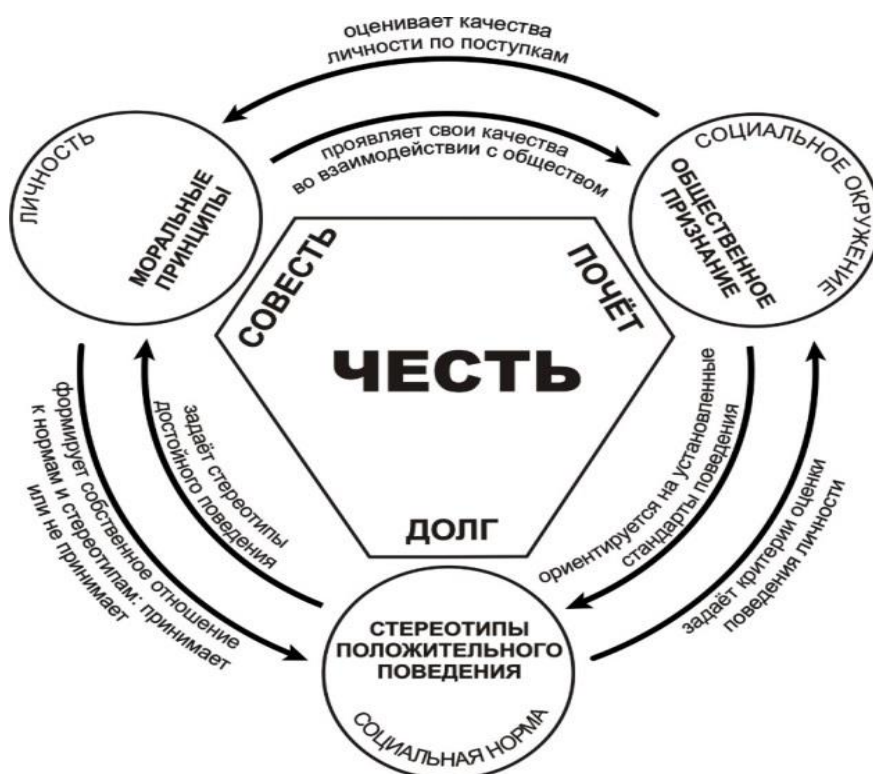 оценивает качества
личности по поступкам
проявляет свои качества
во взаимодействии с обществом
ЛИЧНОСТЬ
МОРАЛЬНЫЕ
ПРИНЦИПЫ
СОЦИАЛЬНОЕ ОКРУЖЕНИЕ
ОБЩЕСТВЕННОЕ
ПРИЗНАНИЕ
СОВЕСТЬ
ПОЧЁТ
ЧЕСТЬ
ДОЛГ
формирует собственное отношение
к нормам и стереотипам: принимает
или не принимает
задаёт стереотипы
достойного поведения
ориентируется на установленные
стандарты поведения
задаёт критерии оценки
поведения личности
СТЕРЕОТИПЫ
ПОЛОЖИТЕЛЬНОГО
ПОВЕДЕНИЯ
СОЦИАЛЬНАЯ НОРМА